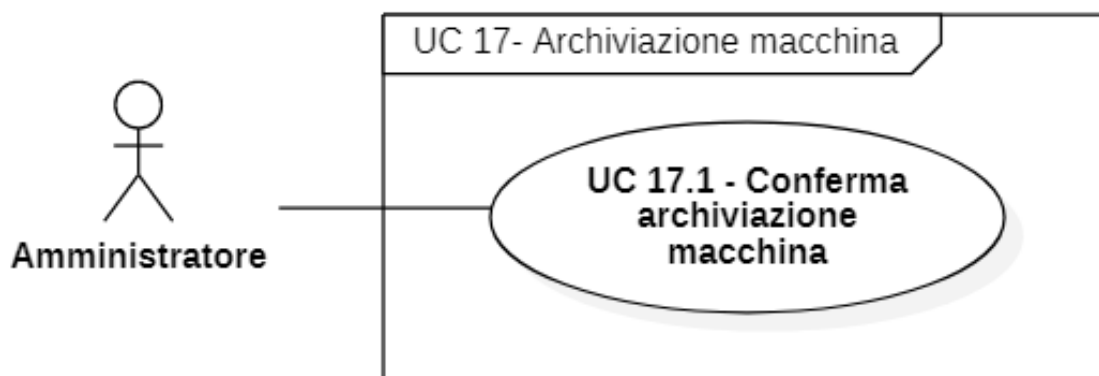 UC 17- Archiviazione macchina
UC 17.1 - Conferma
archiviazione
macchina
Amministratore